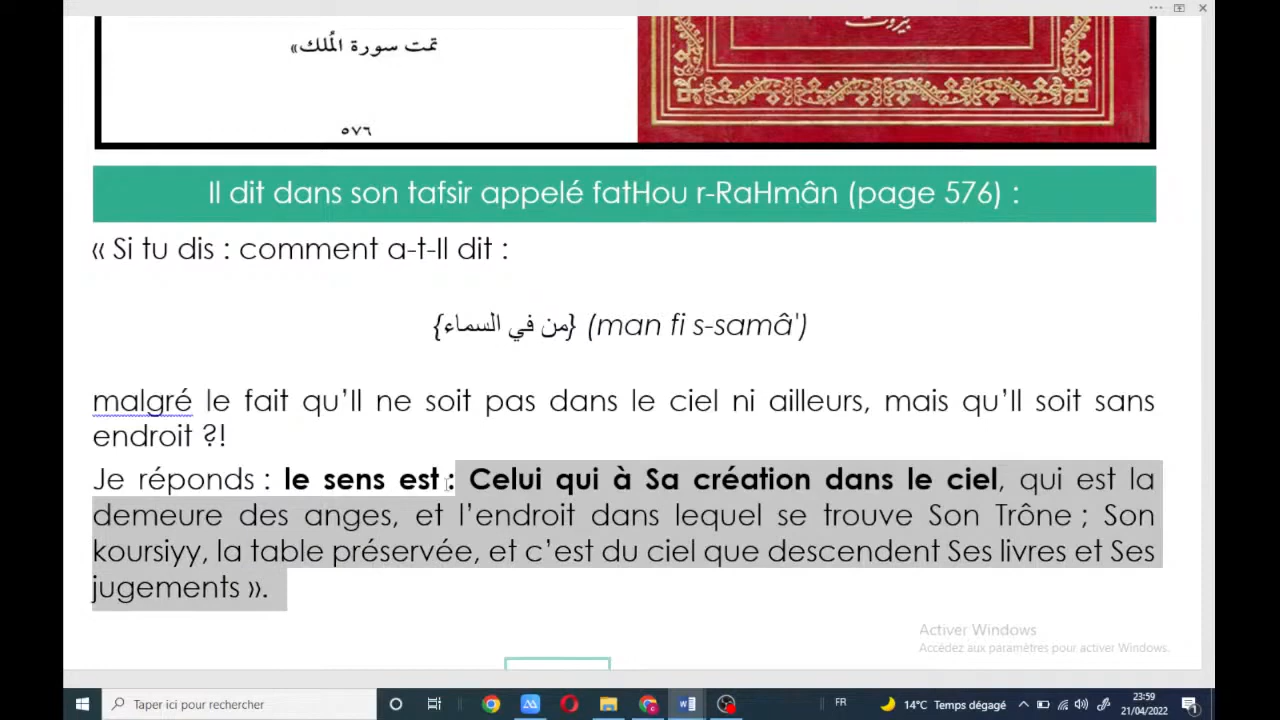 تمت سورة المُلك»
بيروت
٥٧٦
Il dit dans son tafsir appelé fatHou r-RaHmân (page 576) :
« Si tu dis : comment a-t-Il dit :
{من في السماء} (man fi s-samâ')
malgré le fait qu’Il ne soit pas dans le ciel ni ailleurs, mais qu’Il soit sans
endroit ?!
Je réponds : le sens est : Celui qui à Sa création dans le ciel, qui est la
demeure des anges, et l’endroit dans lequel se trouve Son Trône ; Son
koursiyy, la table préservée, et c’est du ciel que descendent Ses livres et Ses
jugements ».
Activer Windows
Accédez aux paramètres pour activer Windows.
Taper ici pour rechercher
FR
14°C Temps dégagé
23:59
21/04/2022
1